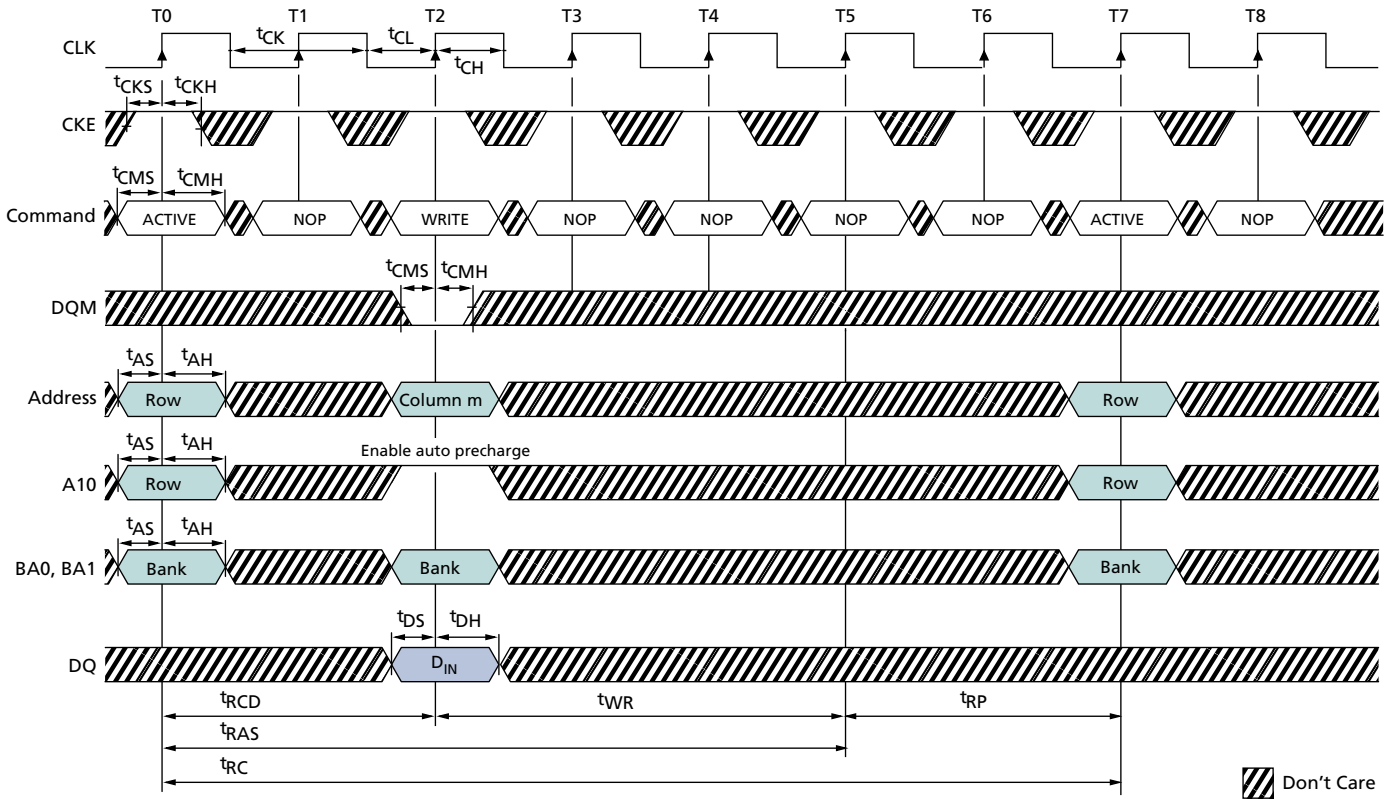 T0 T1 T2 T3 T4 T5 T6 T7 T8
CLK tCK tCL tCH
tCKS tCKH
CKE
tCMS tCMH
Command ACTIVE NOP WRITE NOP NOP NOP NOP ACTIVE NOP
tCMS tCMH
DQM
tAS tAH
Address Row Column m Row
tAS tAH Enable auto precharge
A10 Row Row
tAS tAH
BA0, BA1 Bank Bank Bank
tDS tDH
DQ DIN
tRCD tWR tRP
tRAS
tRC
Don't Care